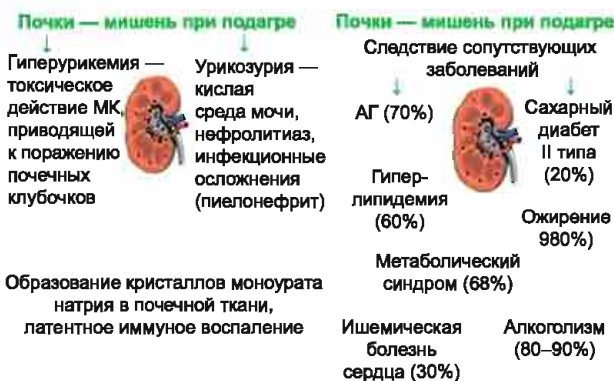 Почки — мишень при подагре
Гиперурикемия —
токсическое
действие МК,
приводящей
к поражению
почечных
клубочков
Урикозурия —
кислая
среда мочи,
нефролитиаз,
инфекционные
осложнения
(пиелонефрит)
Образование кристаллов моноурата
натрия в почечной ткани,
латентное иммуное воспаление
Почки — мишень при подагре
Следствие сопутствующих
заболеваний
АГ (70%)
Сахарный
диабет
II типа
(20%)
Гипер-
липидемия
(60%)
Ожирение
980%)
Метаболический
синдром (68%)
Ишемическая
болезнь
сердца (30%)
Алкоголизм
(80–90%)